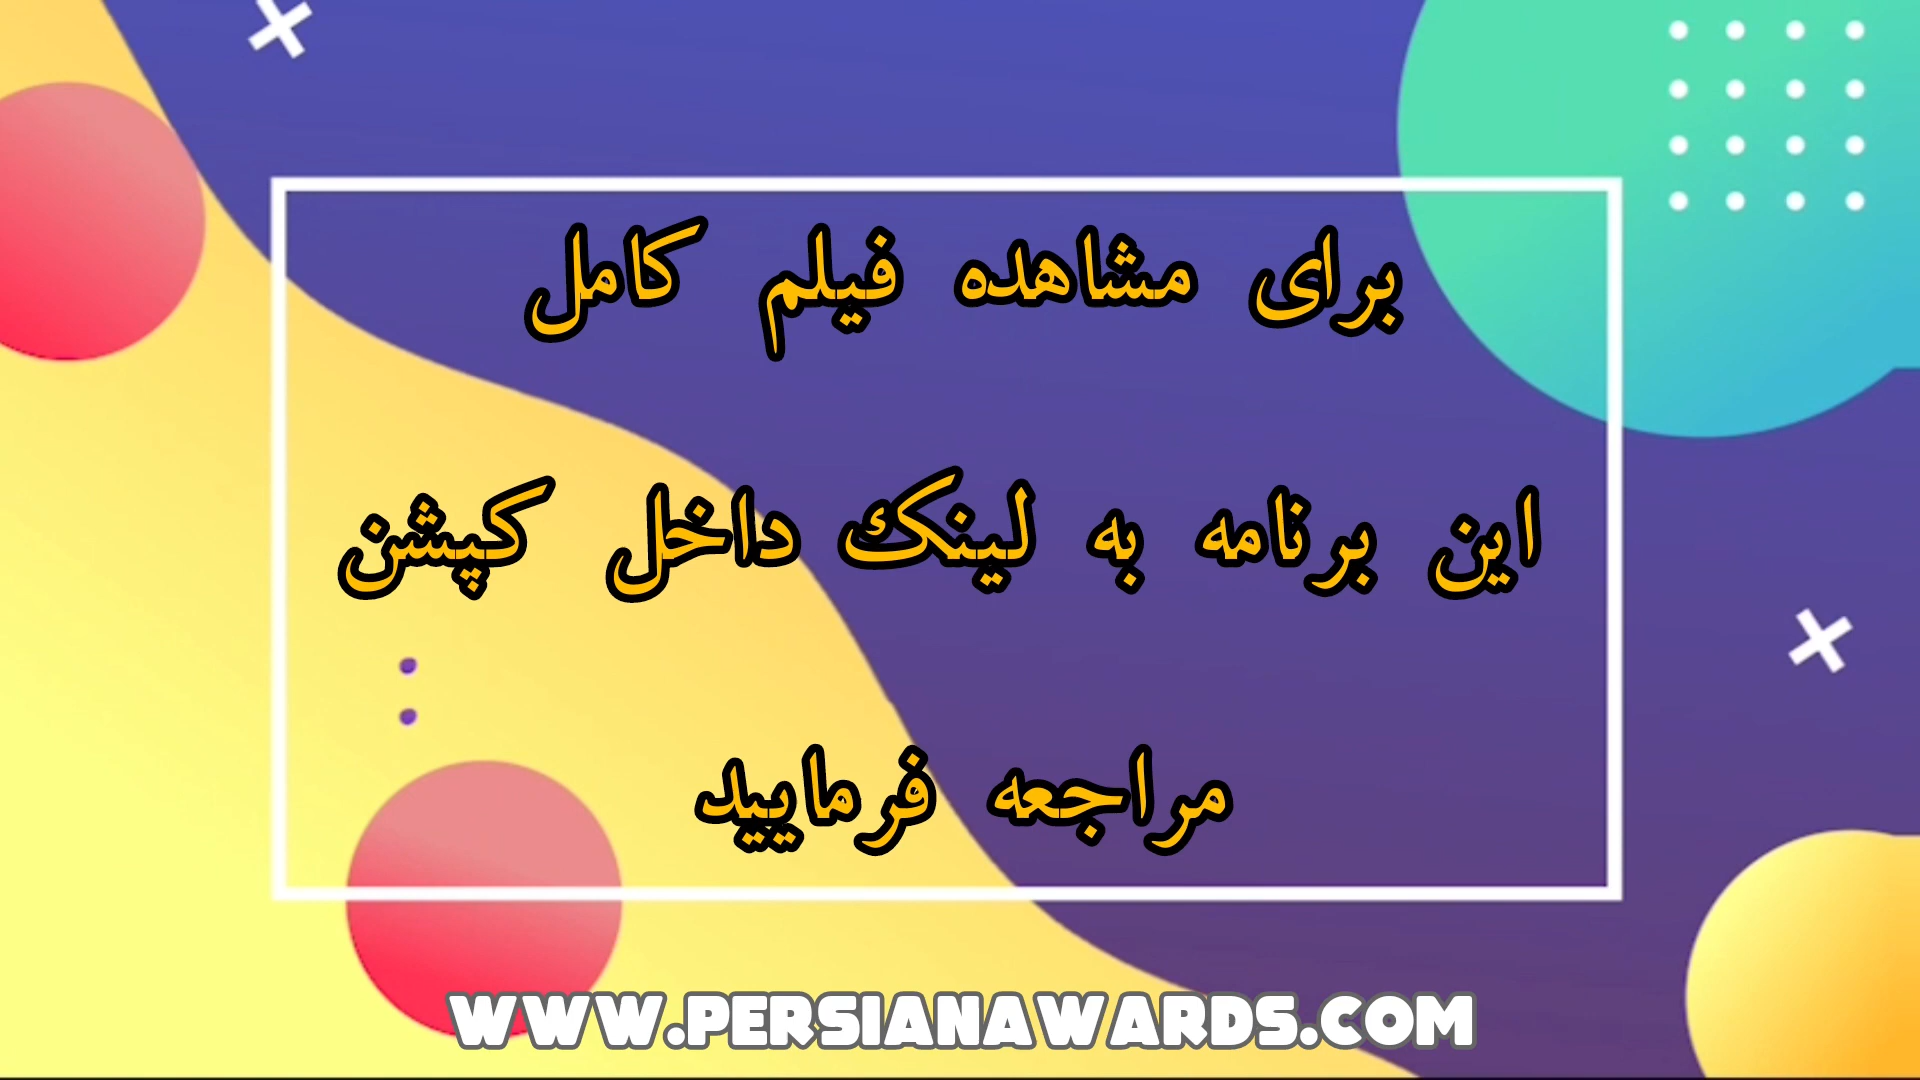 برای مشاهده فیلم کامل
این برنامه به لینک داخل کپشن
مراجعه فرمایید
WWW.PERSIANAWARDS.COM